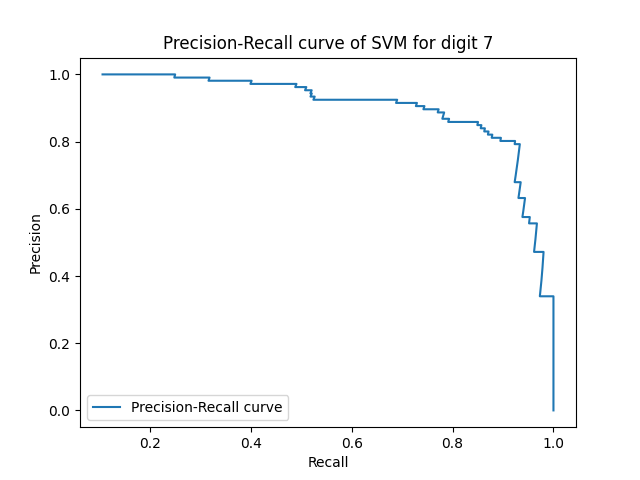 Precision-Recall curve of SVM for digit 7
Precision
1.0
0.8
0.6
0.4
0.2
0.0
Precision-Recall curve
0.2 0.4 0.6 0.8 1.0
Recall